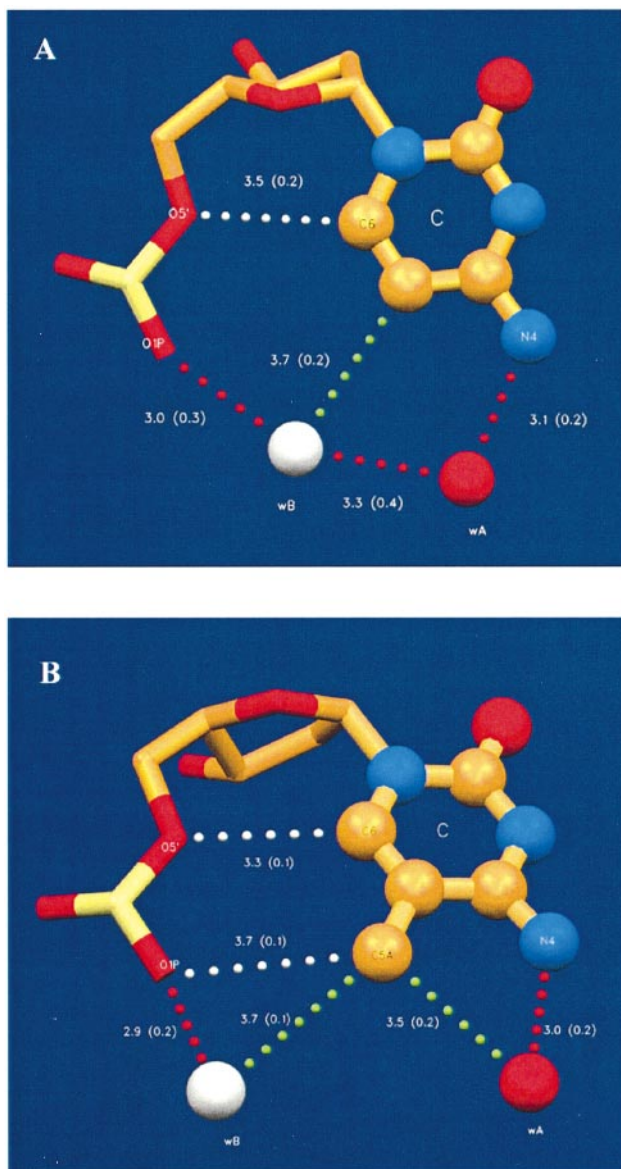 A
3.5 (0.2)
O5'
C6
C
O1P
N4
3.7 (0.2)
3.0 (0.3)
3.1 (0.2)
wB
3.3 (0.4)
wA
B
O5'
C6
C
3.3 (0.1)
N4
O1P
3.7 (0.1)
C5A
2.9 (0.2)
3.7 (0.1)
3.5 (0.2)
3.0 (0.2)
wB
wA